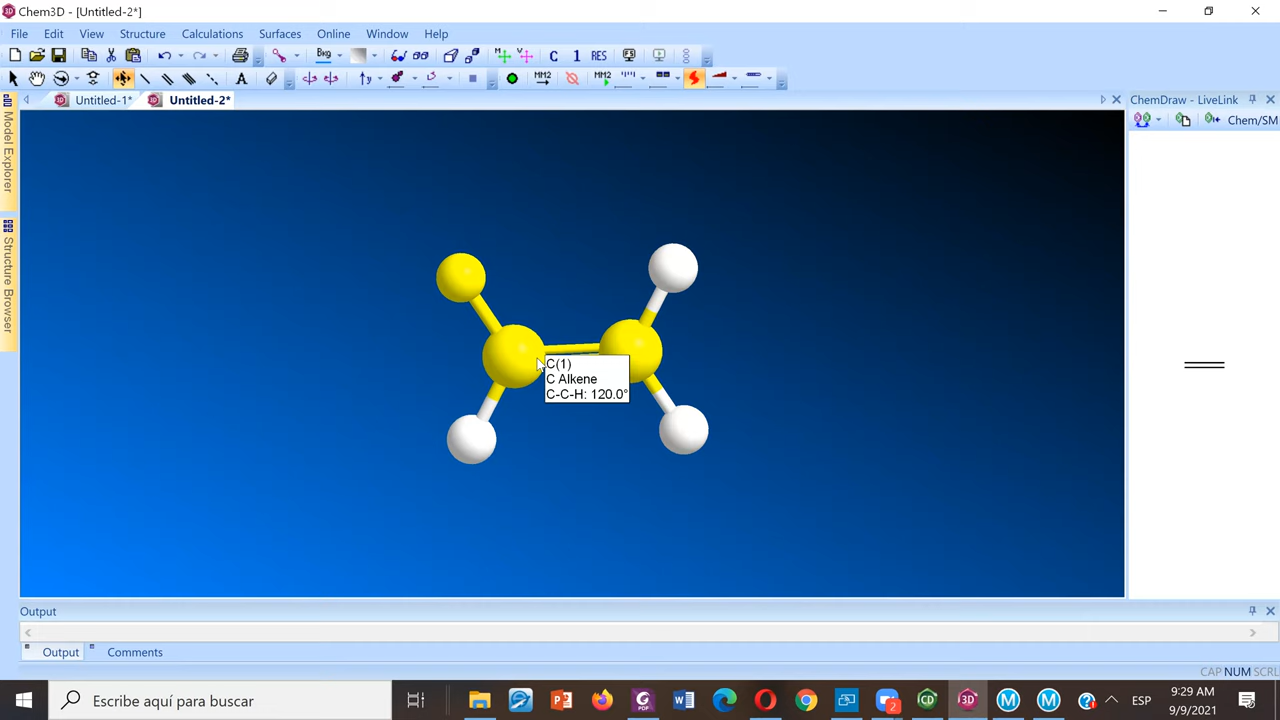 Chem3D - [Untitled-2*]
File Edit View Structure Calculations Surfaces Online Window Help
Bkg M V C 1 RES
A y MM2 MM2
Untitled-1* Untitled-2* ChemDraw - LiveLink
Chem/SM
Model Explorer
Structure Browser
C(1)
C Alkene
C-C-H: 120.0°
Output
Output Comments
CAP NUM SCRL
Escribe aquí para buscar
ESP
9:29 AM
9/9/2021